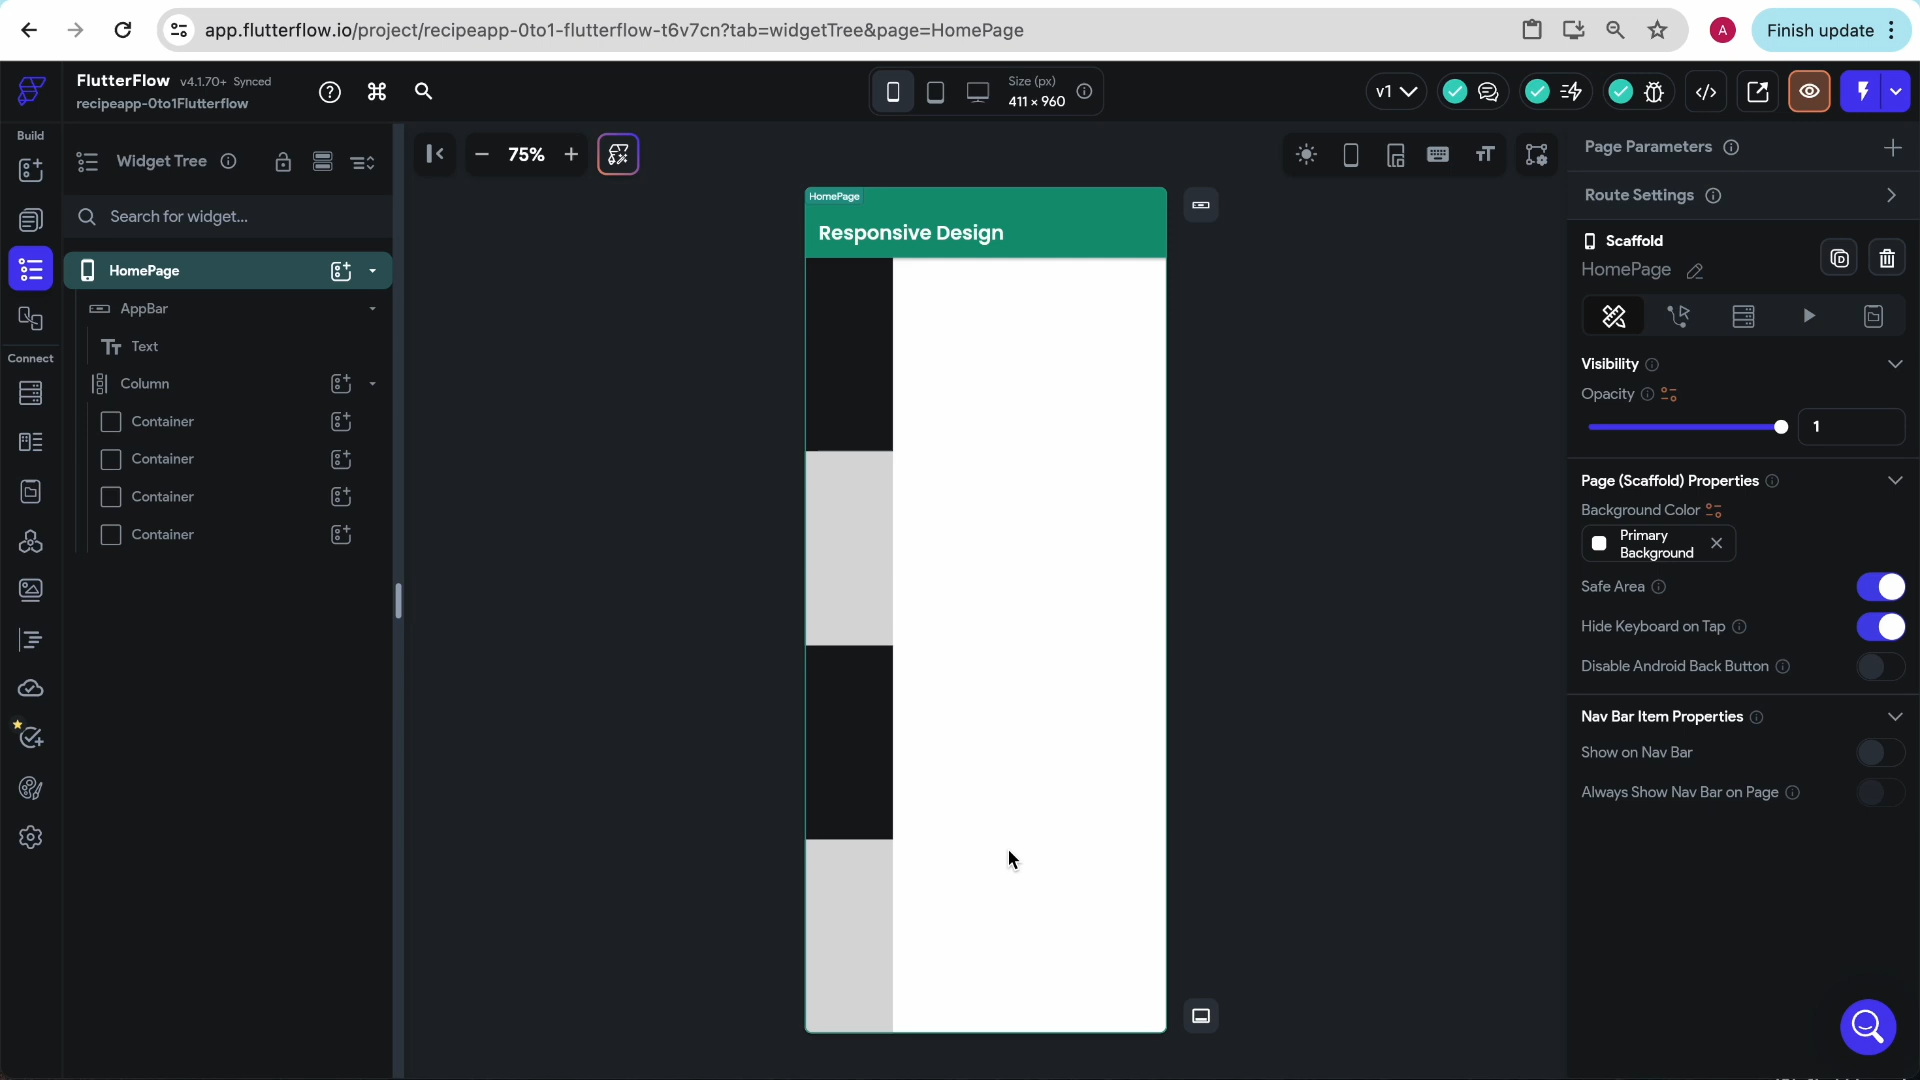 app.flutterflow.io/project/recipeapp-0to1-flutterflow-t6v7cn?tab=widgetTree&page=HomePage
A
Finish update
FlutterFlow v4.1.70+ Synced
recipeapp-0to1Flutterflow
Size (px)
411 × 960
v1
Build
Widget Tree
75%
Page Parameters
Route Settings
Search for widget...
HomePage
AppBar
Text
Column
Container
Container
Container
Container
Connect
HomePage
Responsive Design
Scaffold
HomePage
Visibility
Opacity
1
Page (Scaffold) Properties
Background Color
Primary
Background
Safe Area
Hide Keyboard on Tap
Disable Android Back Button
Nav Bar Item Properties
Show on Nav Bar
Always Show Nav Bar on Page